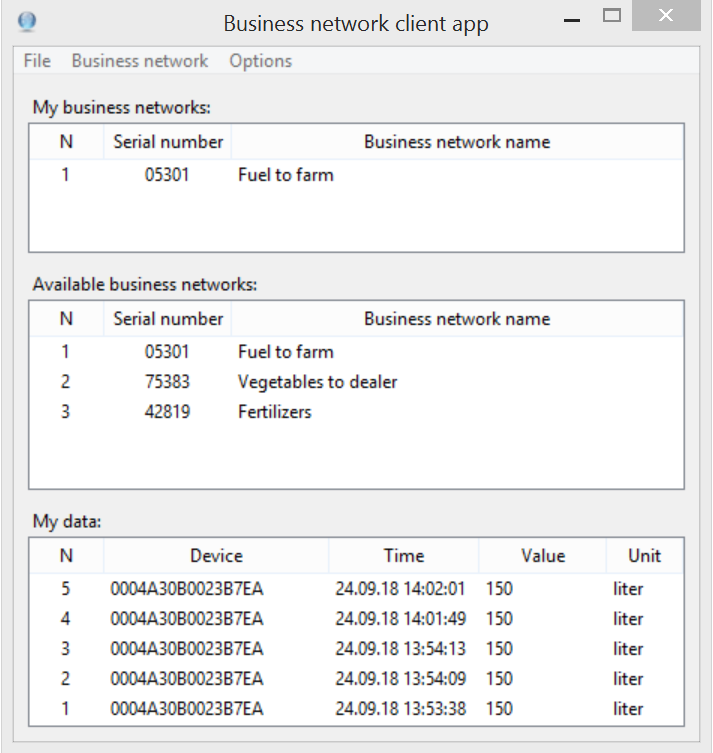 Business network client app
File Business network Options
My business networks:
N Serial number Business network name
1 05301 Fuel to farm
Available business networks:
N Serial number Business network name
1 05301 Fuel to farm
2 75383 Vegetables to dealer
3 42819 Fertilizers
My data:
N Device Time Value Unit
5 0004A30B0023B7EA 24.09.18 14:02:01 150 liter
4 0004A30B0023B7EA 24.09.18 14:01:49 150 liter
3 0004A30B0023B7EA 24.09.18 13:54:13 150 liter
2 0004A30B0023B7EA 24.09.18 13:54:09 150 liter
1 0004A30B0023B7EA 24.09.18 13:53:38 150 liter